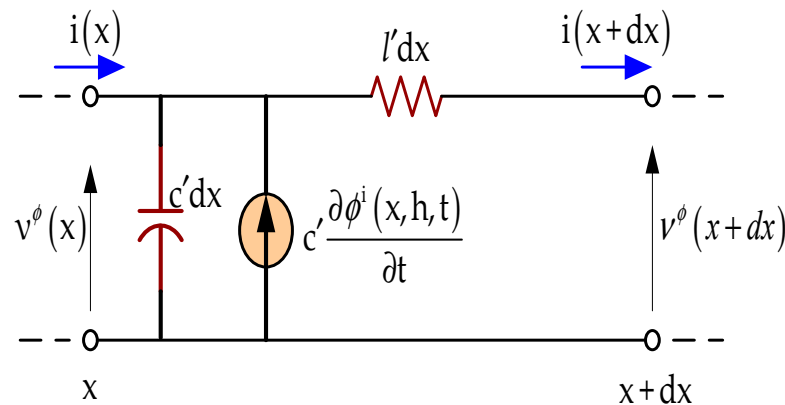 i(x)
l′dx
i(x+dx)
c′dx
v^ϕ(x)
c′ ∂ϕ^i(x,h,t)/∂t
v^ϕ(x+dx)
x
x+dx